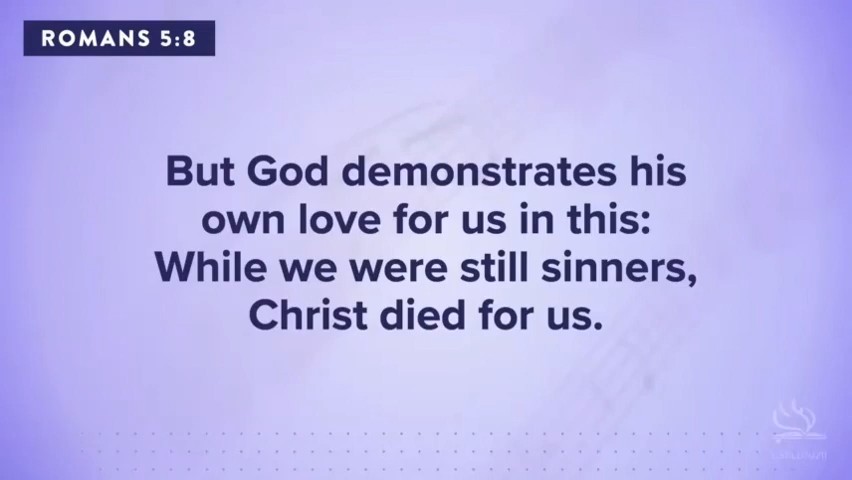 ROMANS 5:8
But God demonstrates his
own love for us in this:
While we were still sinners,
Christ died for us.